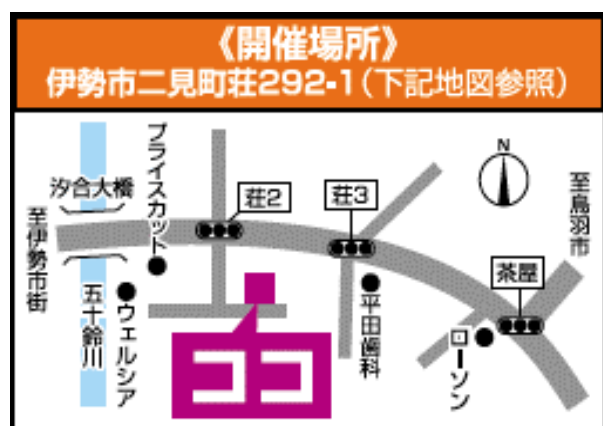 《開催場所》
伊勢市二見町荘292-1(下記地図参照)
プライスカット
汐合大橋
荘2
荘3
N
至鳥羽市
至伊勢市街
茶屋
五十鈴川
ウェルシア
平田歯科
ローソン
ココ